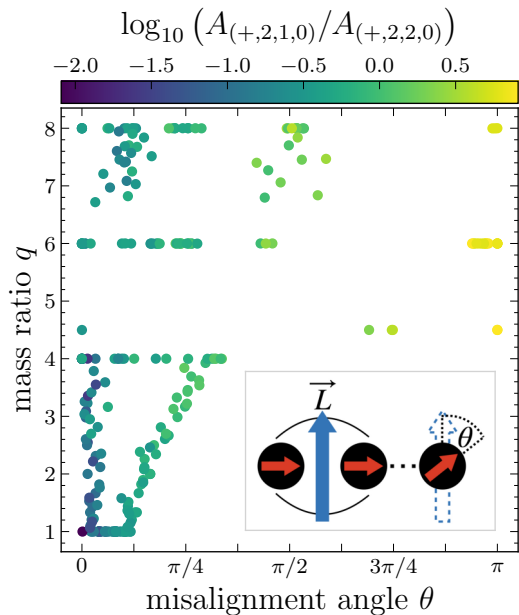 log₁₀ (A₍₊,₂,₁,₀₎/A₍₊,₂,₂,₀₎)
−2.0 −1.5 −1.0 −0.5 0.0 0.5
mass ratio q
8
7
6
5
4
3
2
1
L
θ
0 π/4 π/2 3π/4 π
misalignment angle θ